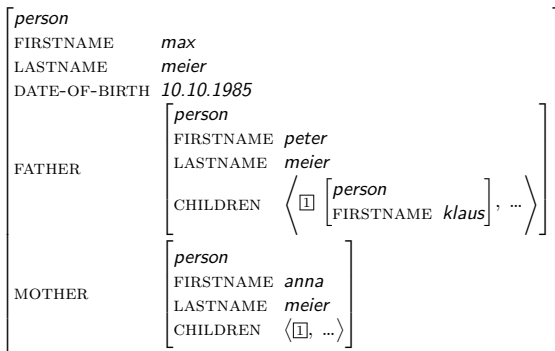 person
FIRSTNAME max
LASTNAME meier
DATE-OF-BIRTH 10.10.1985
FATHER
person
FIRSTNAME peter
LASTNAME meier
CHILDREN ⟨ 1 [person
FIRSTNAME klaus], … ⟩
MOTHER
person
FIRSTNAME anna
LASTNAME meier
CHILDREN ⟨1, …⟩